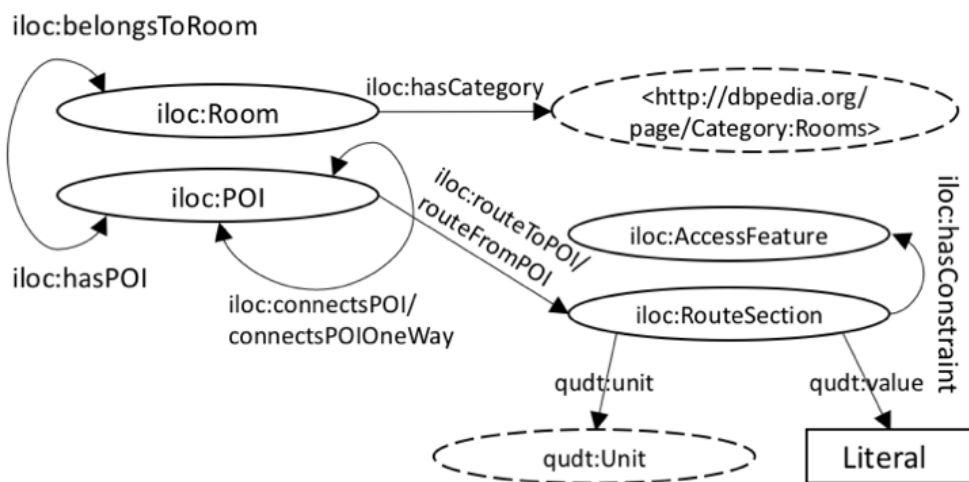 iloc:belongsToRoom
iloc:Room
iloc:hasCategory
<http://dbpedia.org/
page/Category:Rooms>
iloc:POI
iloc:hasPOI
iloc:connectsPOI/
connectsPOIOneWay
iloc:routeToPOI/
routeFromPOI
iloc:AccessFeature
iloc:hasConstraint
iloc:RouteSection
qudt:unit
qudt:value
qudt:Unit
Literal